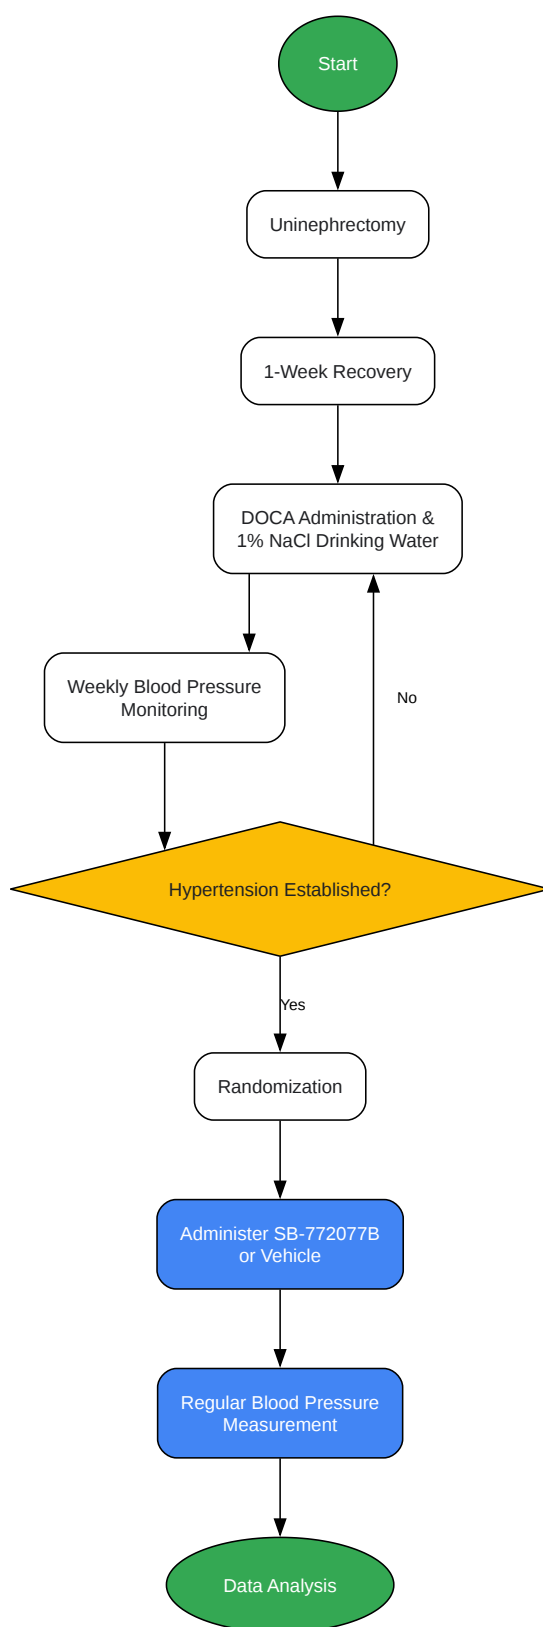 Start
Uninephrectomy
1-Week Recovery
DOCA Administration &
1% NaCl Drinking Water
Weekly Blood Pressure
Monitoring
No
Hypertension Established?
Yes
Randomization
Administer SB-772077B
or Vehicle
Regular Blood Pressure
Measurement
Data Analysis